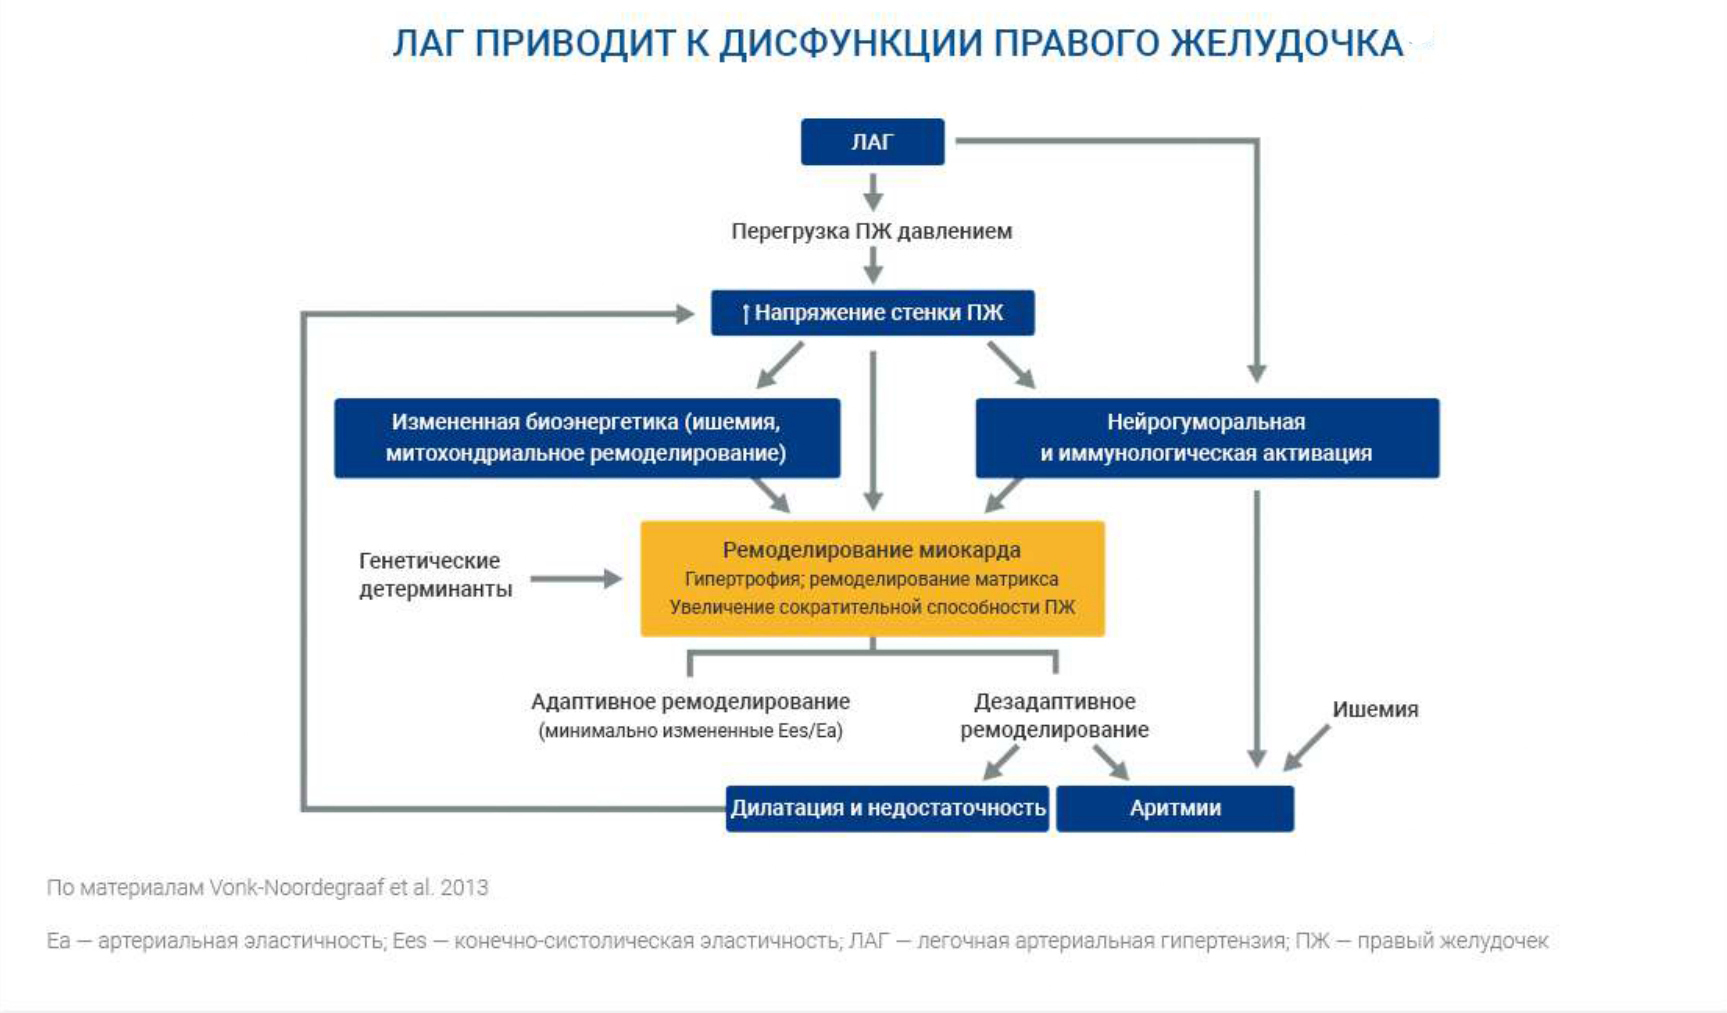 ЛАГ ПРИВОДИТ К ДИСФУНКЦИИ ПРАВОГО ЖЕЛУДОЧКА
ЛАГ
Перегрузка ПЖ давлением
↑ Напряжение стенки ПЖ
Измененная биоэнергетика (ишемия,
митохондриальное ремоделирование)
Нейрогуморальная
и иммунологическая активация
Генетические
детерминанты
Ремоделирование миокарда
Гипертрофия; ремоделирование матрикса
Увеличение сократительной способности ПЖ
Адаптивное ремоделирование
(минимально измененные Ees/Ea)
Дезадаптивное
ремоделирование
Ишемия
Дилатация и недостаточность
Аритмии
По материалам Vonk-Noordegraaf et al. 2013
Ea — артериальная эластичность; Ees — конечно-систолическая эластичность; ЛАГ — легочная артериальная гипертензия; ПЖ — правый желудочек